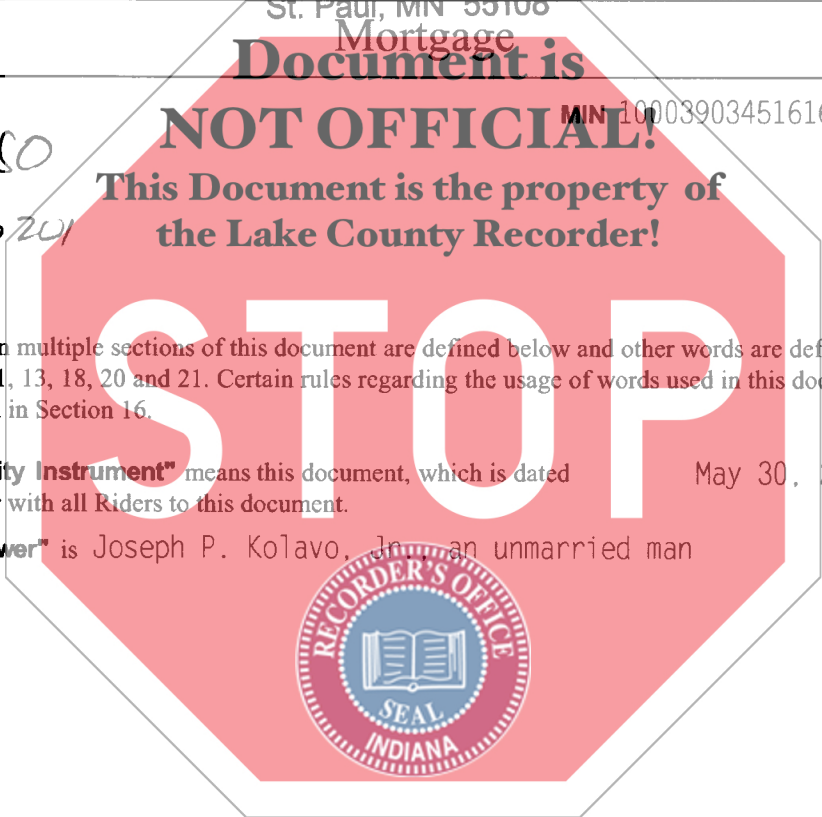 St. Paul, MN 55108
Mortgage
Document is
NOT OFFICIAL!
MIN 1000390345161
This Document is the property of
the Lake County Recorder!
201
STOP
n multiple sections of this document are defined below and other words are def
1, 13, 18, 20 and 21. Certain rules regarding the usage of words used in this doc
in Section 16.
ity Instrument" means this document, which is dated May 30,
with all Riders to this document.
wer" is Joseph P. Kolavo, Jr., an unmarried man
RECORDER'S OFFICE
SEAL
INDIANA